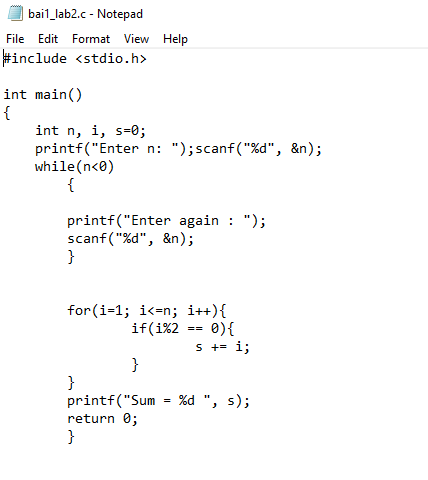 bai1_lab2.c - Notepad
File Edit Format View Help
#include <stdio.h>
int main()
{
    int n, i, s=0;
    printf("Enter n: ");scanf("%d", &n);
    while(n<0)
        {
        printf("Enter again : ");
        scanf("%d", &n);
        }
        for(i=1; i<=n; i++){
                if(i%2 == 0){
                        s += i;
                }
        }
        printf("Sum = %d ", s);
        return 0;
        }